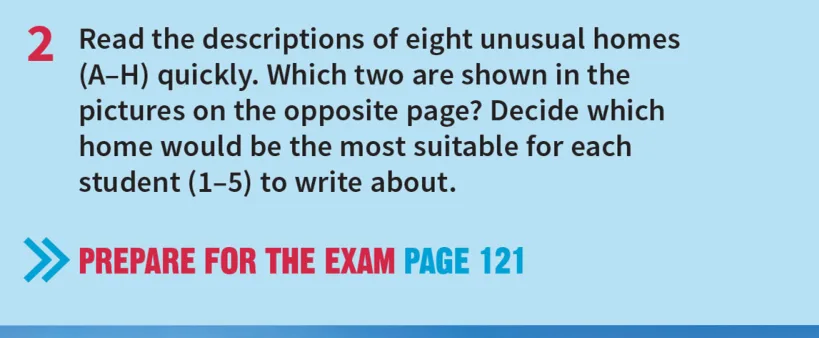 2 Read the descriptions of eight unusual homes
(A–H) quickly. Which two are shown in the
pictures on the opposite page? Decide which
home would be the most suitable for each
student (1–5) to write about.
PREPARE FOR THE EXAM PAGE 121